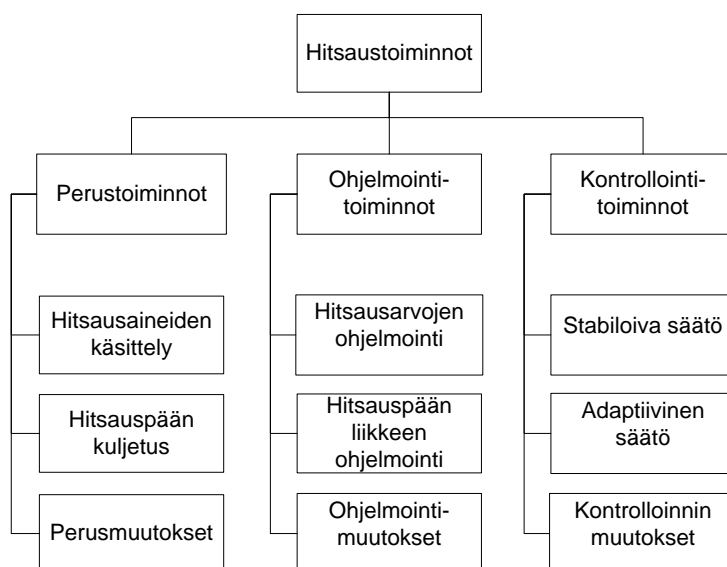 Hitsaustoiminnot
Perustoiminnot
Ohjelmointi-
toiminnot
Kontrollointi-
toiminnot
Hitsausaineiden
käsittely
Hitsausarvojen
ohjelmointi
Stabiloiva säätö
Hitsauspään
kuljetus
Hitsauspään
liikkeen
ohjelmointi
Adaptiivinen
säätö
Perusmuutokset
Ohjelmointi-
muutokset
Kontrolloinnin
muutokset